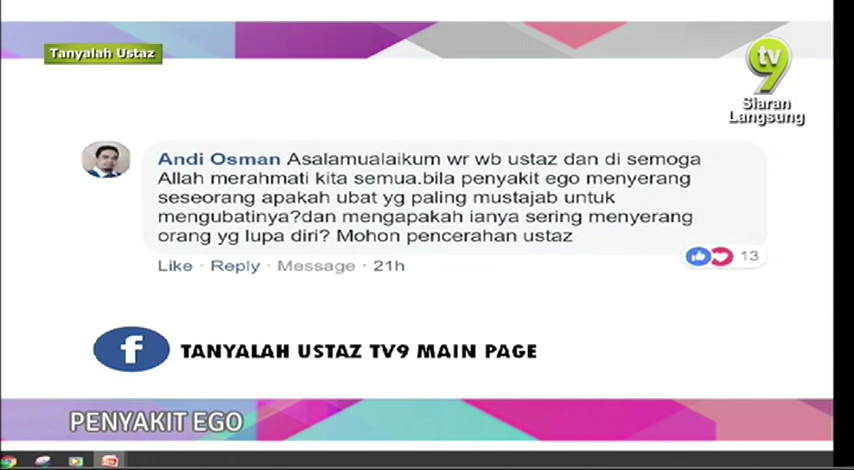 Tanyalah Ustaz
tv
9
Siaran
Langsung
Andi Osman Asalamualaikum wr wb ustaz dan di semoga
Allah merahmati kita semua.bila penyakit ego menyerang
seseorang apakah ubat yg paling mustajab untuk
mengubatinya?dan mengapakah ianya sering menyerang
orang yg lupa diri? Mohon pencerahan ustaz
Like · Reply · Message · 21h
13
f TANYALAH USTAZ TV9 MAIN PAGE
PENYAKIT EGO